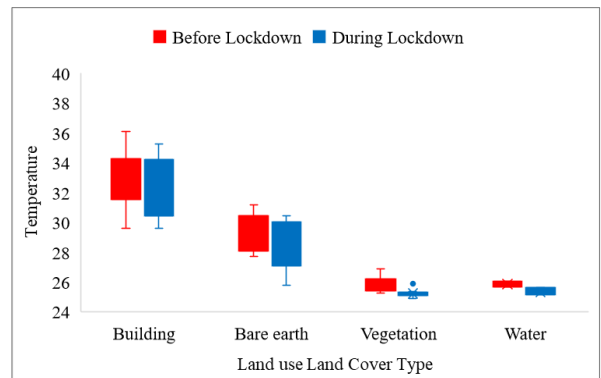 Before Lockdown During Lockdown
40
38
36
34
32
30
28
26
24
Temperature
Building Bare earth Vegetation Water
Land use Land Cover Type